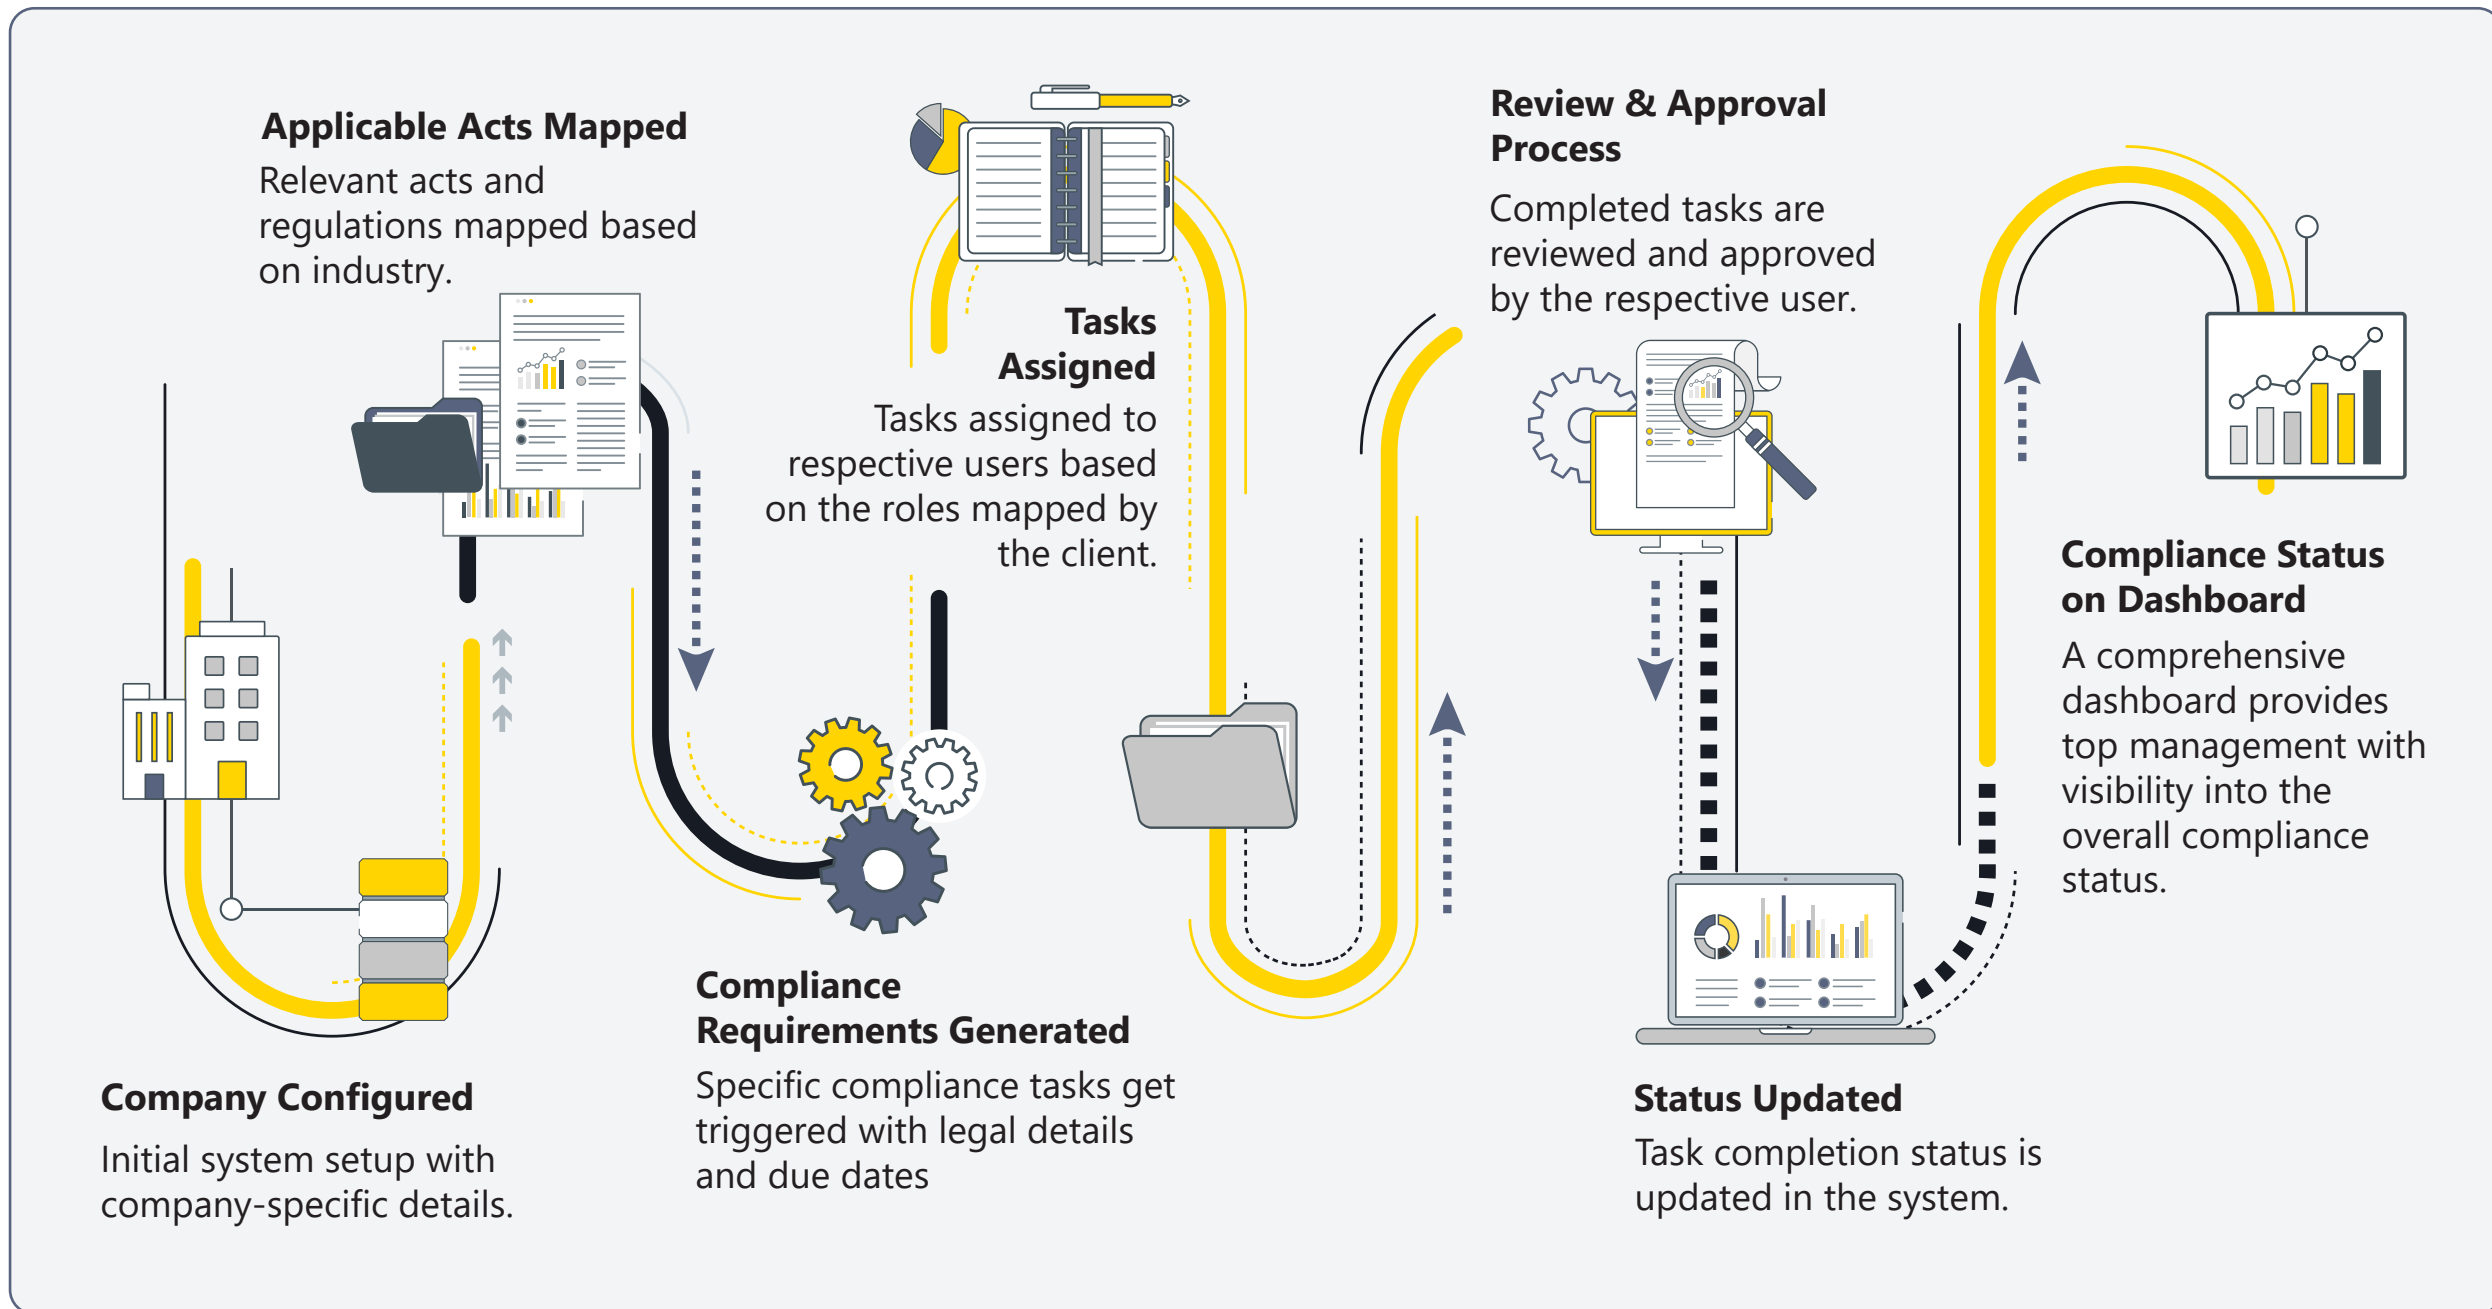 Company Configured
Initial system setup with
company-specific details.
Applicable Acts Mapped
Relevant acts and
regulations mapped based
on industry.
Compliance
Requirements Generated
Specific compliance tasks get
triggered with legal details
and due dates
Tasks
Assigned
Tasks assigned to
respective users based
on the roles mapped by
the client.
Review & Approval
Process
Completed tasks are
reviewed and approved
by the respective user.
Status Updated
Task completion status is
updated in the system.
Compliance Status
on Dashboard
A comprehensive
dashboard provides
top management with
visibility into the
overall compliance
status.